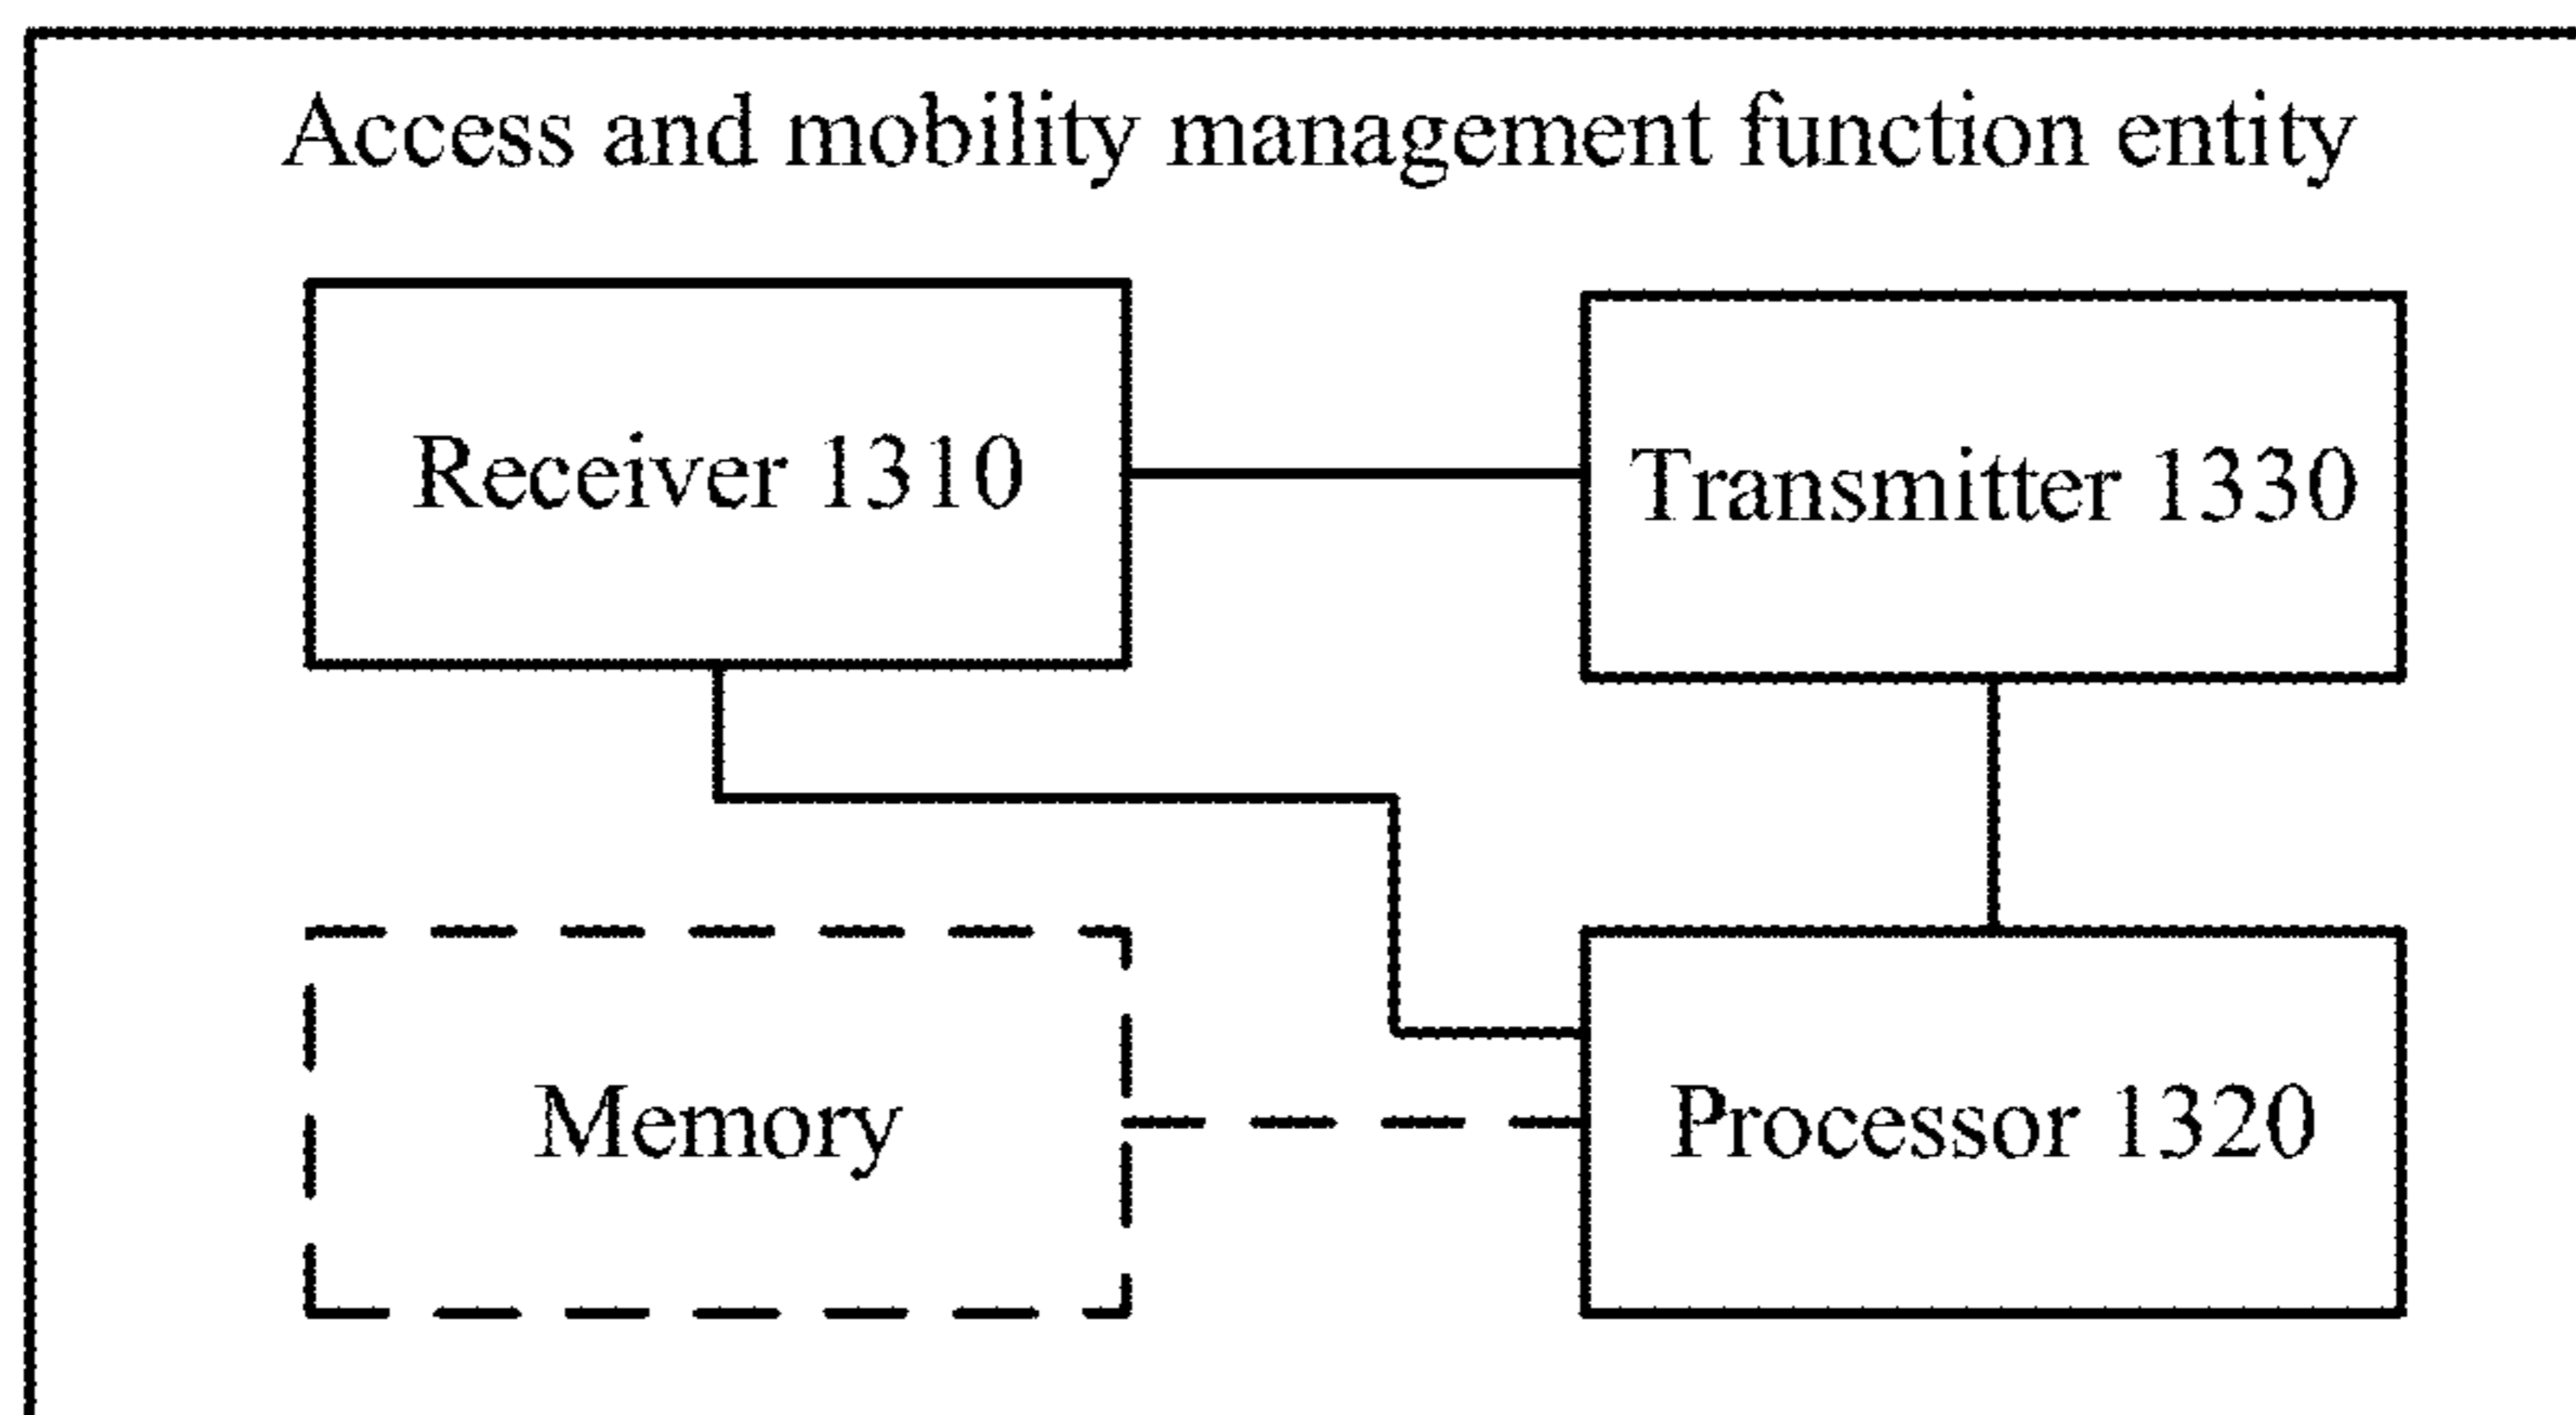 Access and mobility management function entity
Receiver 1310
Transmitter 1330
Memory
Processor 1320